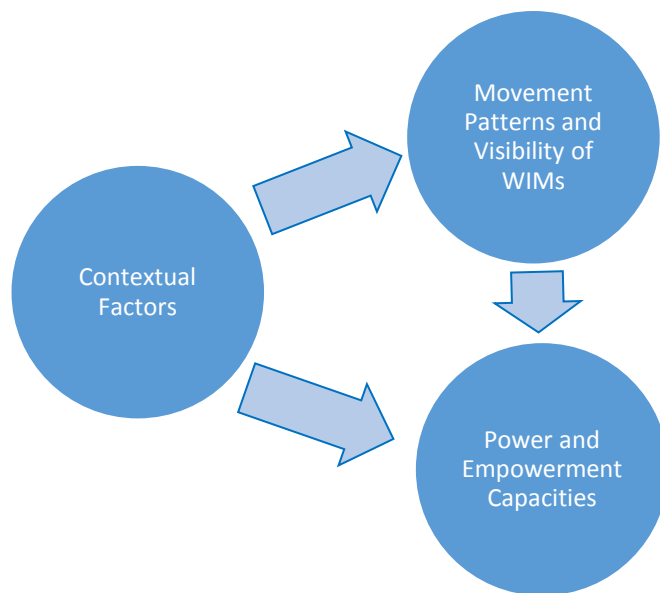 Movement
Patterns and
Visibility of
WIMs
Contextual
Factors
Power and
Empowerment
Capacities